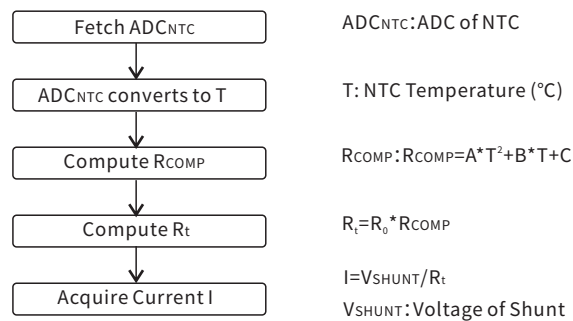 Fetch ADCNTC
ADCNTC: ADC of NTC
ADCNTC converts to T
T: NTC Temperature (°C)
Compute RCOMP
RCOMP: RCOMP=A*T²+B*T+C
Compute Rt
Rt=R0*RCOMP
Acquire Current I
I=VSHUNT/Rt
VSHUNT: Voltage of Shunt